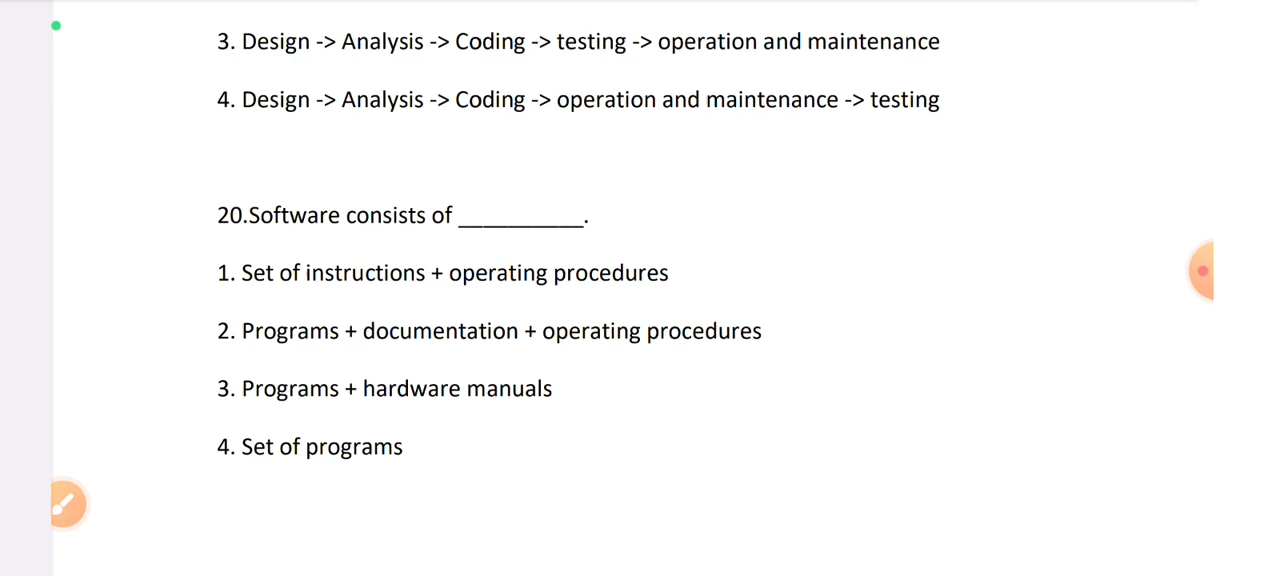 3. Design -> Analysis -> Coding -> testing -> operation and maintenance
4. Design -> Analysis -> Coding -> operation and maintenance -> testing
20.Software consists of __________.
1. Set of instructions + operating procedures
2. Programs + documentation + operating procedures
3. Programs + hardware manuals
4. Set of programs